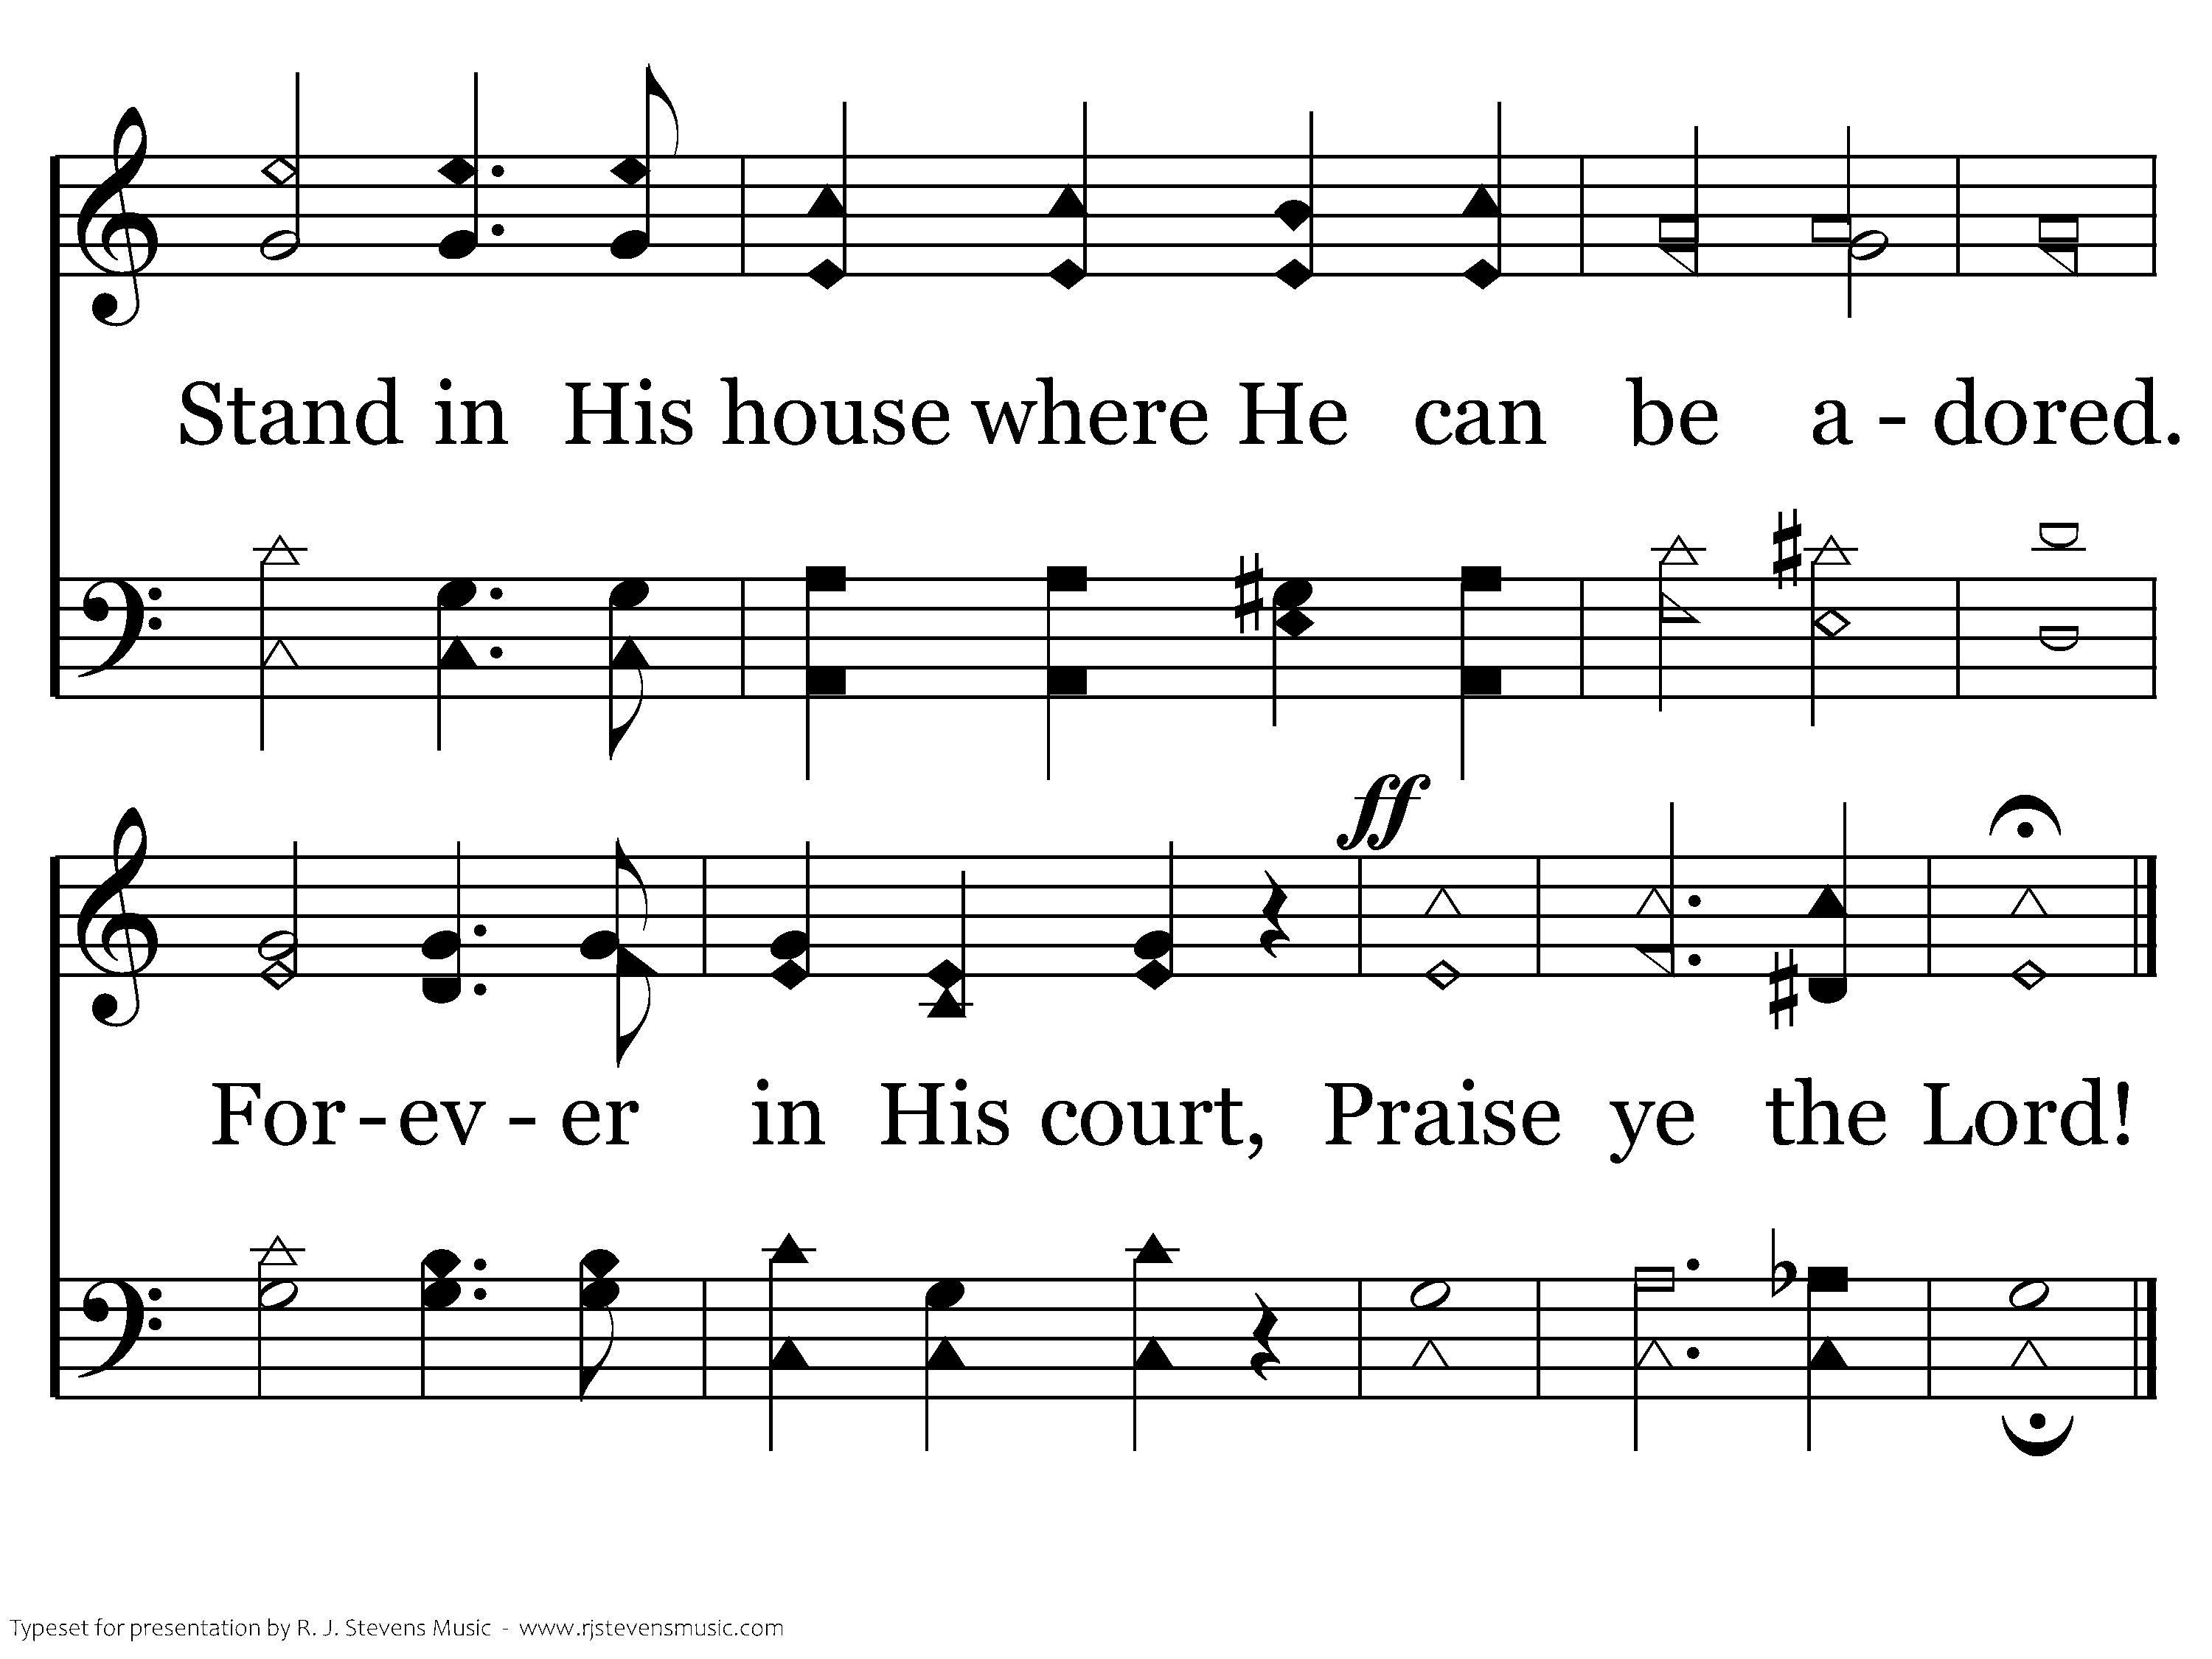 Stand in His house where He can be a - dored.
ff
For - ev - er in His court, Praise ye the Lord!
Typeset for presentation by R. J. Stevens Music - www.rjstevensmusic.com